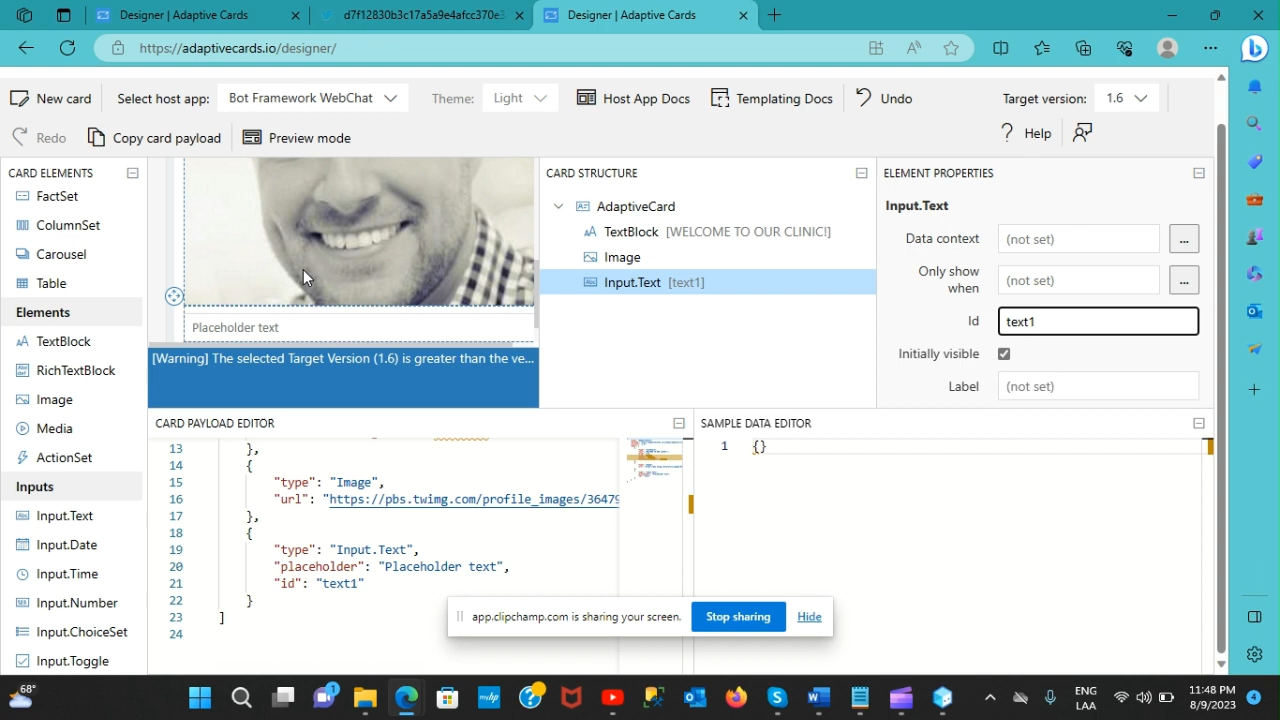 Designer | Adaptive Cards
d7f12830b3c17a5a9e4afcc370e3
Designer | Adaptive Cards
https://adaptivecards.io/designer/
New card
Select host app:
Bot Framework WebChat
Theme:
Light
Host App Docs
Templating Docs
Undo
Target version:
1.6
Redo
Copy card payload
Preview mode
Help
CARD ELEMENTS
FactSet
ColumnSet
Carousel
Table
Elements
TextBlock
RichTextBlock
Image
Media
ActionSet
Inputs
Input.Text
Input.Date
Input.Time
Input.Number
Input.ChoiceSet
Input.Toggle
Placeholder text
[Warning] The selected Target Version (1.6) is greater than the ve...
CARD STRUCTURE
AdaptiveCard
TextBlock [WELCOME TO OUR CLINIC!]
Image
Input.Text [text1]
ELEMENT PROPERTIES
Input.Text
Data context (not set) ...
Only show when (not set) ...
Id text1
Initially visible
Label (not set)
CARD PAYLOAD EDITOR
13 },
14 {
15 "type": "Image",
16 "url": "https://pbs.twimg.com/profile_images/36479
17 },
18 {
19 "type": "Input.Text",
20 "placeholder": "Placeholder text",
21 "id": "text1"
22 }
23 ]
24
SAMPLE DATA EDITOR
1 {}
app.clipchamp.com is sharing your screen.
Stop sharing
Hide
68°
1
myhp
ENG
LAA
11:48 PM
8/9/2023
4